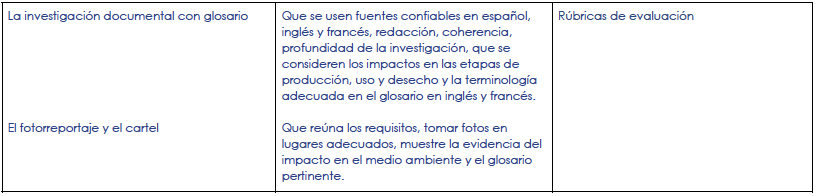 La investigación documental con glosario
Que se usen fuentes confiables en español,
inglés y francés, redacción, coherencia,
profundidad de la investigación, que se
consideren los impactos en las etapas de
producción, uso y desecho y la terminología
adecuada en el glosario en inglés y francés.
Rúbricas de evaluación
El fotorreportaje y el cartel
Que reúna los requisitos, tomar fotos en
lugares adecuados, muestre la evidencia del
impacto en el medio ambiente y el glosario
pertinente.